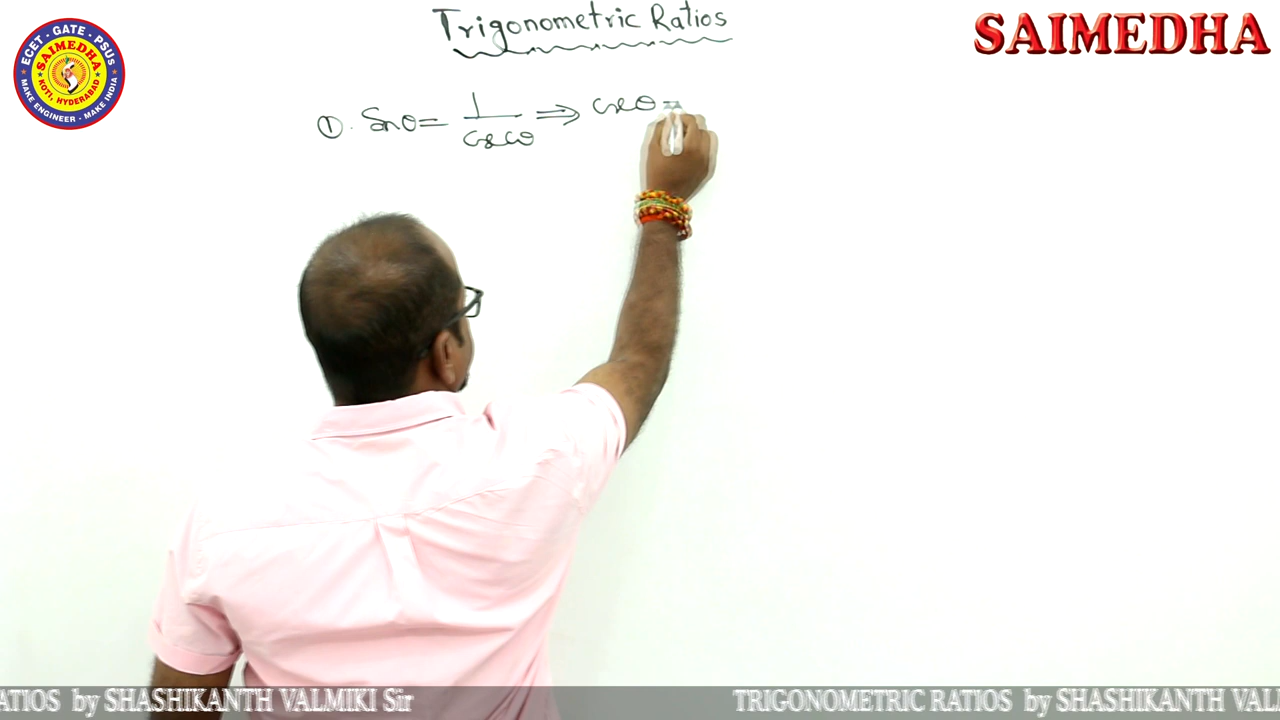 Trigonometric Ratios
SAIMEDHA
ECET - GATE - PSUS
SAIMEDHA
KOTI, HYDERABAD
MAKE ENGINEER - MAKE INDIA
①. Sinθ = 1/cscθ ⇒ cscθ =
ATIOS by SHASHIKANTH VALMIKI Sir
TRIGONOMETRIC RATIOS by SHASHIKANTH VAL